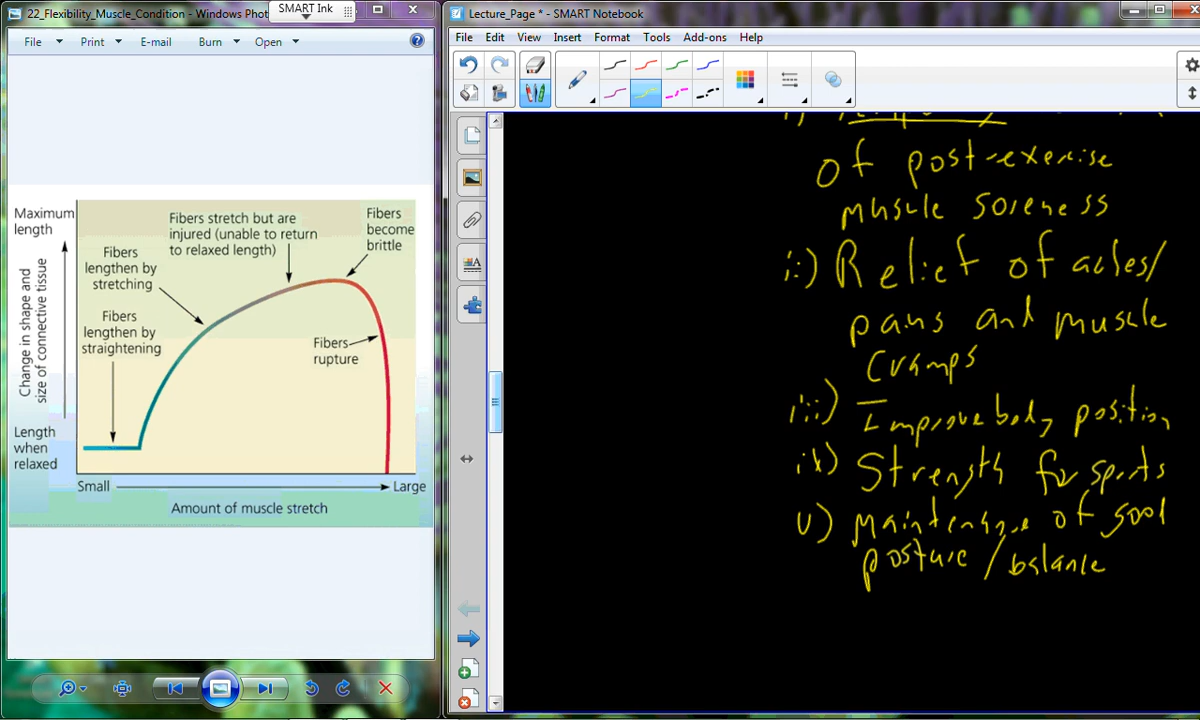 22_Flexibility_Muscle_Condition - Windows Phot
SMART Ink
File Print E-mail Burn Open
Maximum length
Change in shape and size of connective tissue
Length when relaxed
Fibers lengthen by straightening
Fibers lengthen by stretching
Fibers stretch but are injured (unable to return to relaxed length)
Fibers become brittle
Fibers rupture
Small
Large
Amount of muscle stretch
Lecture_Page * - SMART Notebook
File Edit View Insert Format Tools Add-ons Help
of post-exercise
muscle soreness
ii) Relief of aches/
pains and muscle
cramps
iii) Improve body position
iv) Strength for sports
v) Maintenance of good
posture/balance